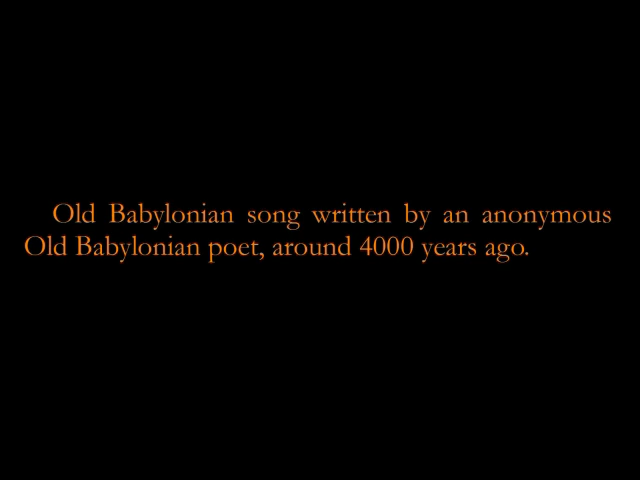 Old Babylonian song written by an anonymous
Old Babylonian poet, around 4000 years ago.